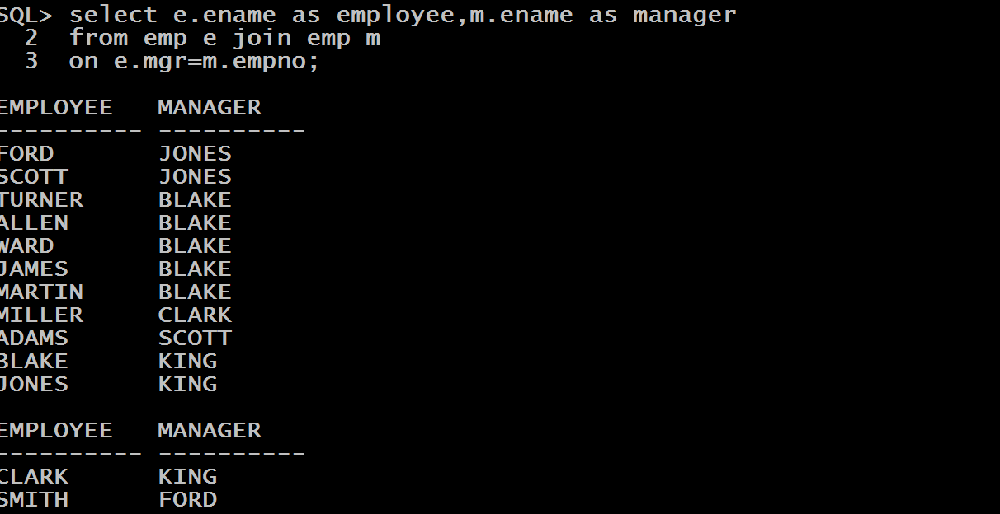 SQL> select e.ename as employee,m.ename as manager
2 from emp e join emp m
3 on e.mgr=m.empno;
EMPLOYEE MANAGER
---------- ----------
FORD JONES
SCOTT JONES
TURNER BLAKE
ALLEN BLAKE
WARD BLAKE
JAMES BLAKE
MARTIN BLAKE
MILLER CLARK
ADAMS SCOTT
BLAKE KING
JONES KING
EMPLOYEE MANAGER
---------- ----------
CLARK KING
SMITH FORD